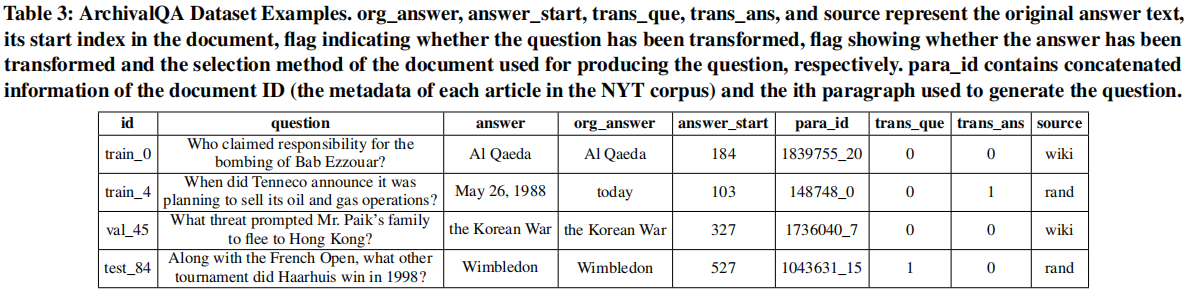 Table 3: ArchivalQA Dataset Examples. org_answer, answer_start, trans_que, trans_ans, and source represent the original answer text,
its start index in the document, flag indicating whether the question has been transformed, flag showing whether the answer has been
transformed and the selection method of the document used for producing the question, respectively. para_id contains concatenated
information of the document ID (the metadata of each article in the NYT corpus) and the ith paragraph used to generate the question.
id question answer org_answer answer_start para_id trans_que trans_ans source
train_0 Who claimed responsibility for the bombing of Bab Ezzouar? Al Qaeda Al Qaeda 184 1839755_20 0 0 wiki
train_4 When did Tenneco announce it was planning to sell its oil and gas operations? May 26, 1988 today 103 148748_0 0 1 rand
val_45 What threat prompted Mr. Paik's family to flee to Hong Kong? the Korean War the Korean War 327 1736040_7 0 0 wiki
test_84 Along with the French Open, what other tournament did Haarhuis win in 1998? Wimbledon Wimbledon 527 1043631_15 1 0 rand